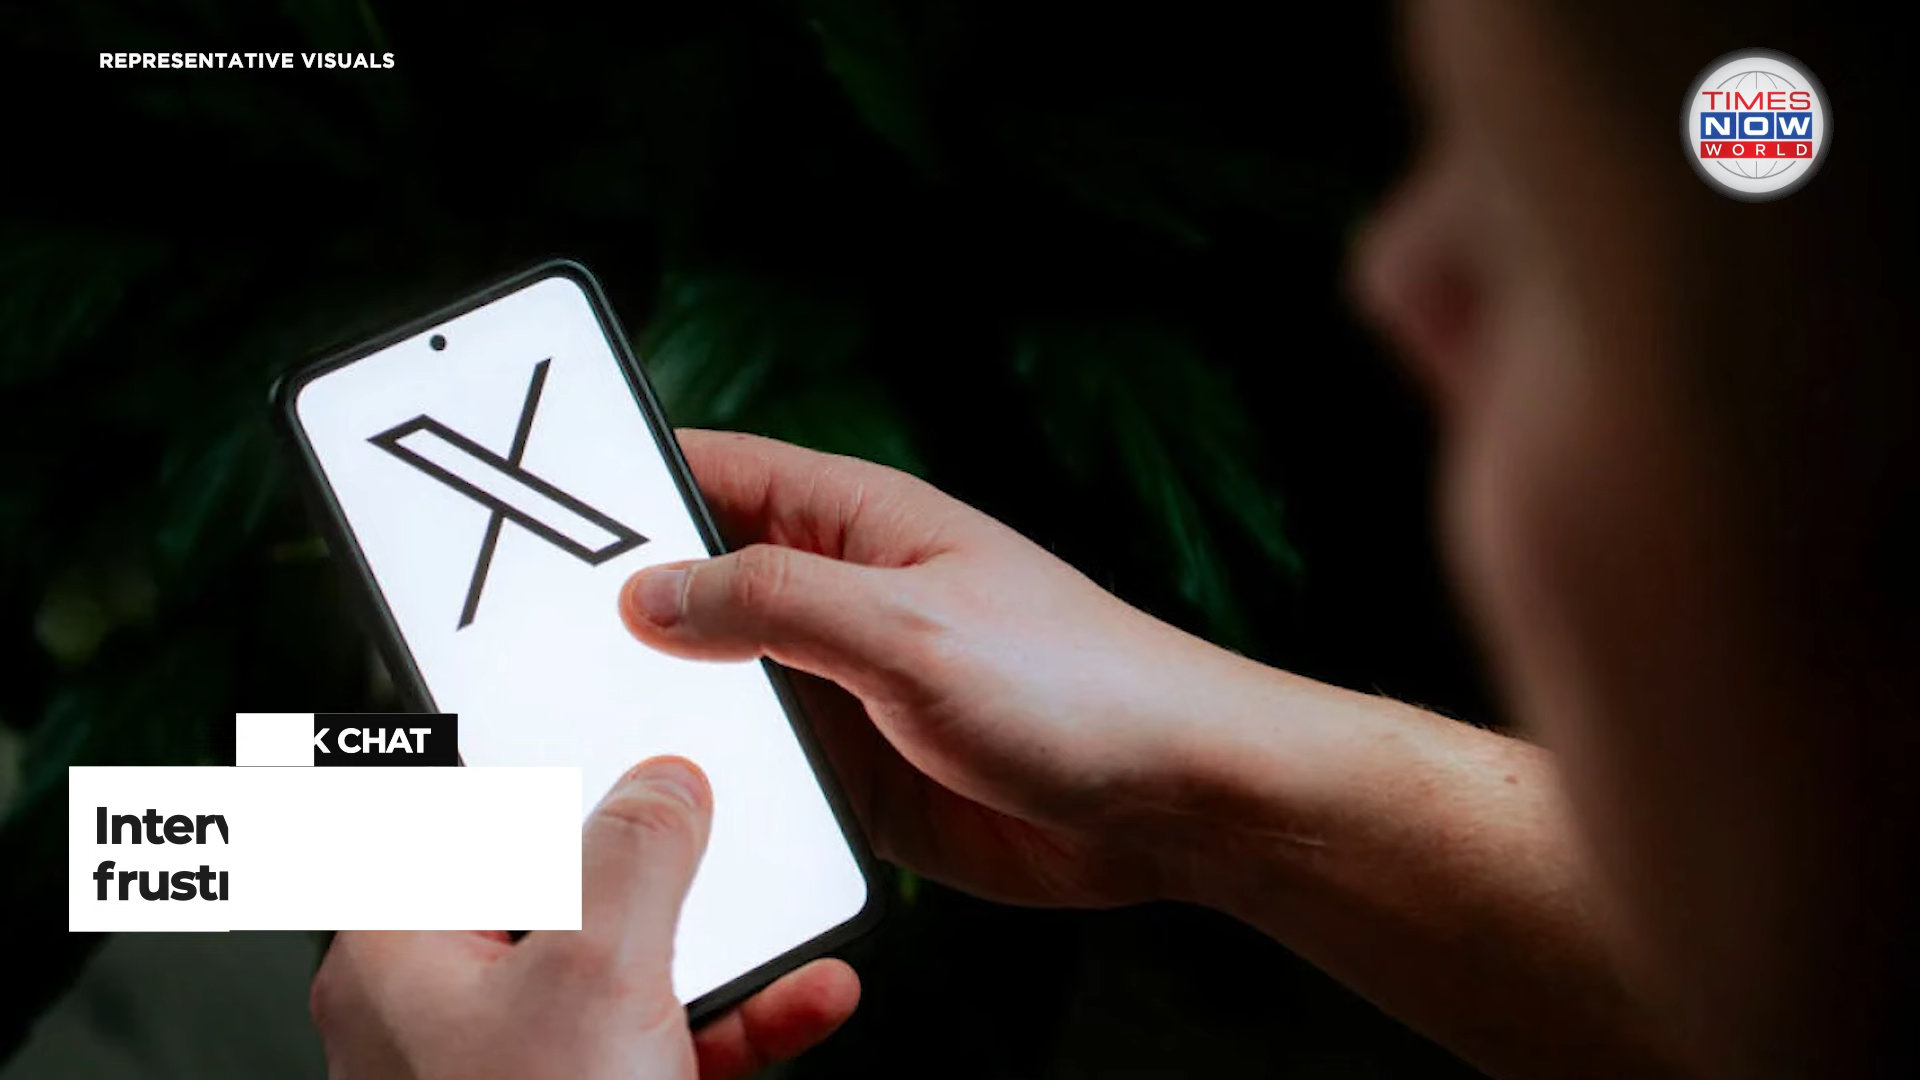 REPRESENTATIVE VISUALS
TIMES
NOW
WORLD
K CHAT
Inter
frust